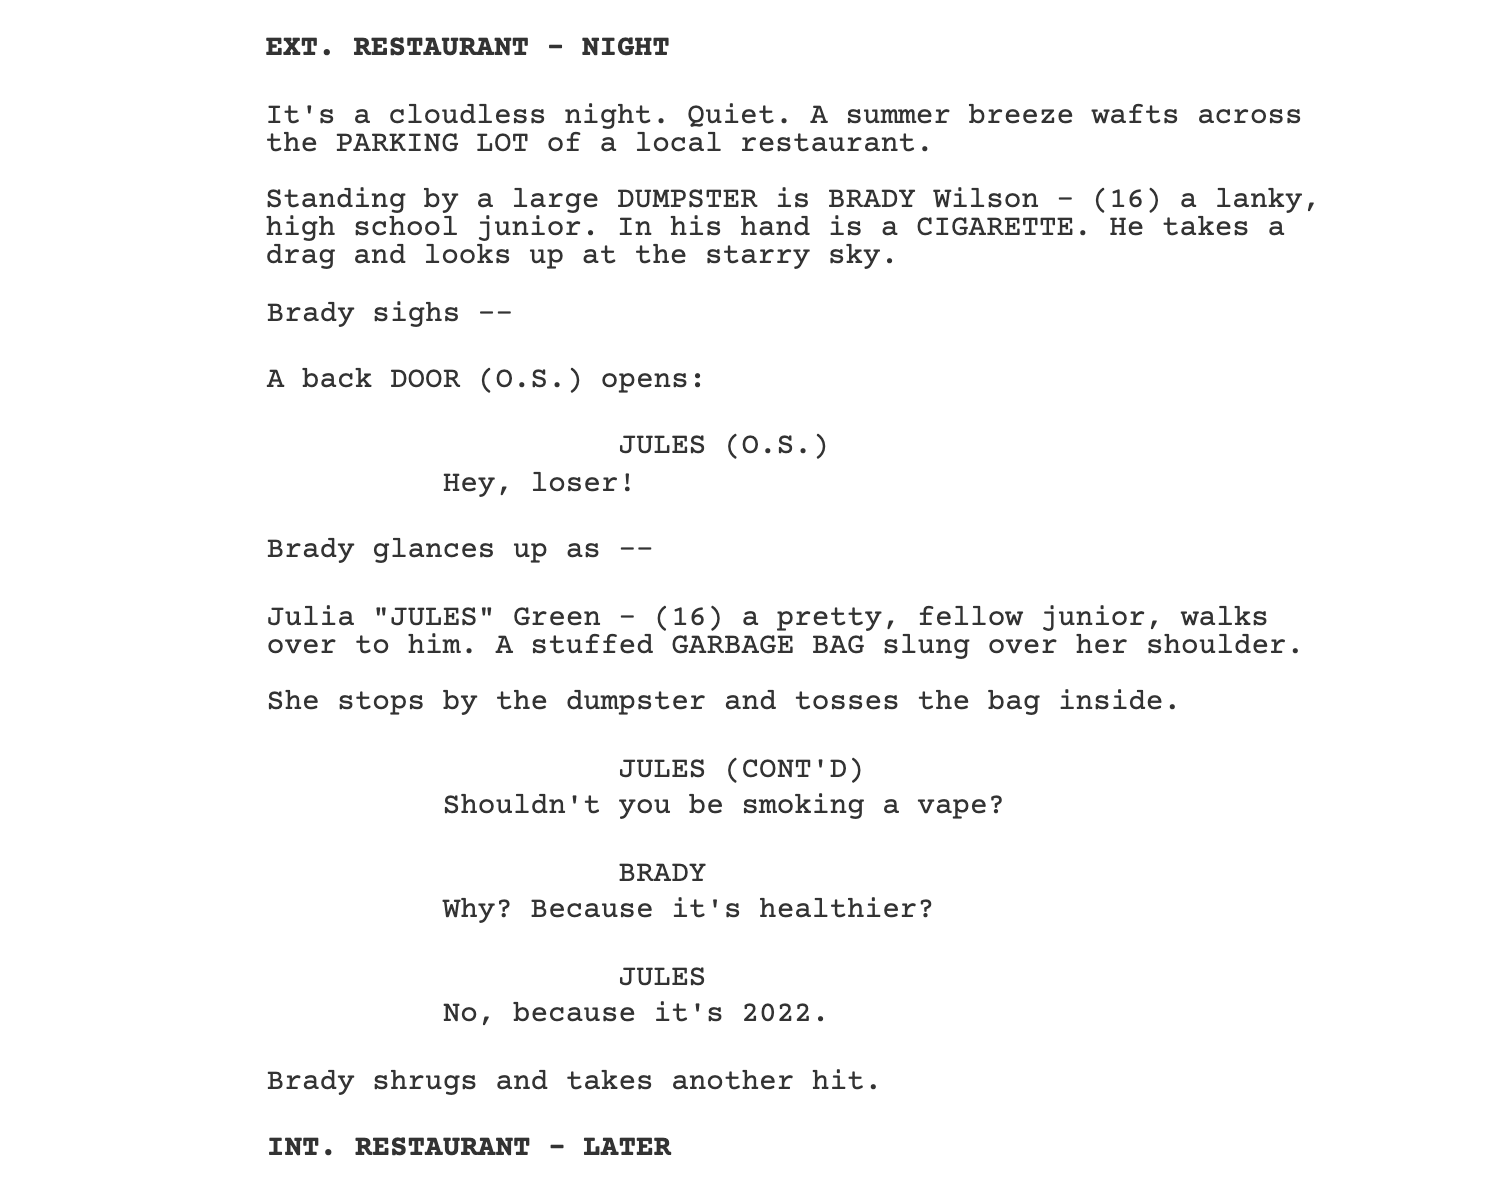 EXT. RESTAURANT - NIGHT
It's a cloudless night. Quiet. A summer breeze wafts across
the PARKING LOT of a local restaurant.
Standing by a large DUMPSTER is BRADY Wilson - (16) a lanky,
high school junior. In his hand is a CIGARETTE. He takes a
drag and looks up at the starry sky.
Brady sighs --
A back DOOR (O.S.) opens:
JULES (O.S.)
Hey, loser!
Brady glances up as --
Julia "JULES" Green - (16) a pretty, fellow junior, walks
over to him. A stuffed GARBAGE BAG slung over her shoulder.
She stops by the dumpster and tosses the bag inside.
JULES (CONT'D)
Shouldn't you be smoking a vape?
BRADY
Why? Because it's healthier?
JULES
No, because it's 2022.
Brady shrugs and takes another hit.
INT. RESTAURANT - LATER